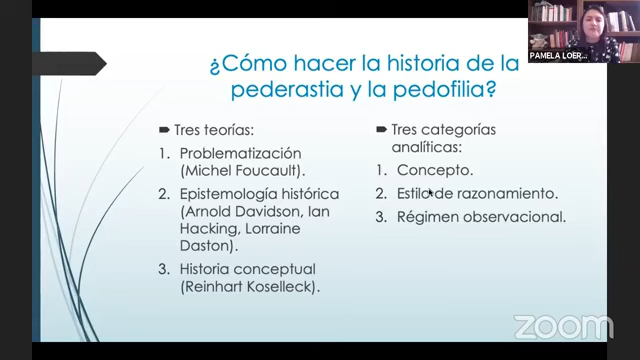 ¿Cómo hacer la historia de la
pederastia y la pedofilia?
Tres teorías:
1. Problematización
(Michel Foucault).
2. Epistemología histórica
(Arnold Davidson, Ian
Hacking, Lorraine
Daston).
3. Historia conceptual
(Reinhart Koselleck).
Tres categorías
analíticas:
1. Concepto.
2. Estilo de razonamiento.
3. Régimen observacional.
PAMELA LOER...
zoom